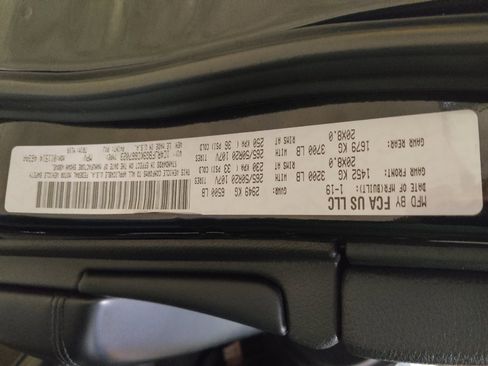 MFD BY FCA US LLC
DATE OF MFR(BUILT): 1-19 GVWR: 2949 KG 6500 LB
GAWR FRONT: 1452 KG 3200 LB WITH 265/50R20 107V TIRES
20X8.0 RIMS AT 230 KPA( 33 PSI) COLD
GAWR REAR: 1679 KG 3700 LB WITH 265/50R20 107V TIRES
20X8.0 RIMS AT 250 KPA( 36 PSI) COLD
THIS VEHICLE CONFORMS TO ALL APPLICABLE FEDERAL MOTOR VEHICLE SAFETY
STANDARDS IN EFFECT ON THE DATE OF MANUFACTURE SHOWN ABOVE
VIN: TYPE: MPV
MADE IN U.S.A. PAINT: